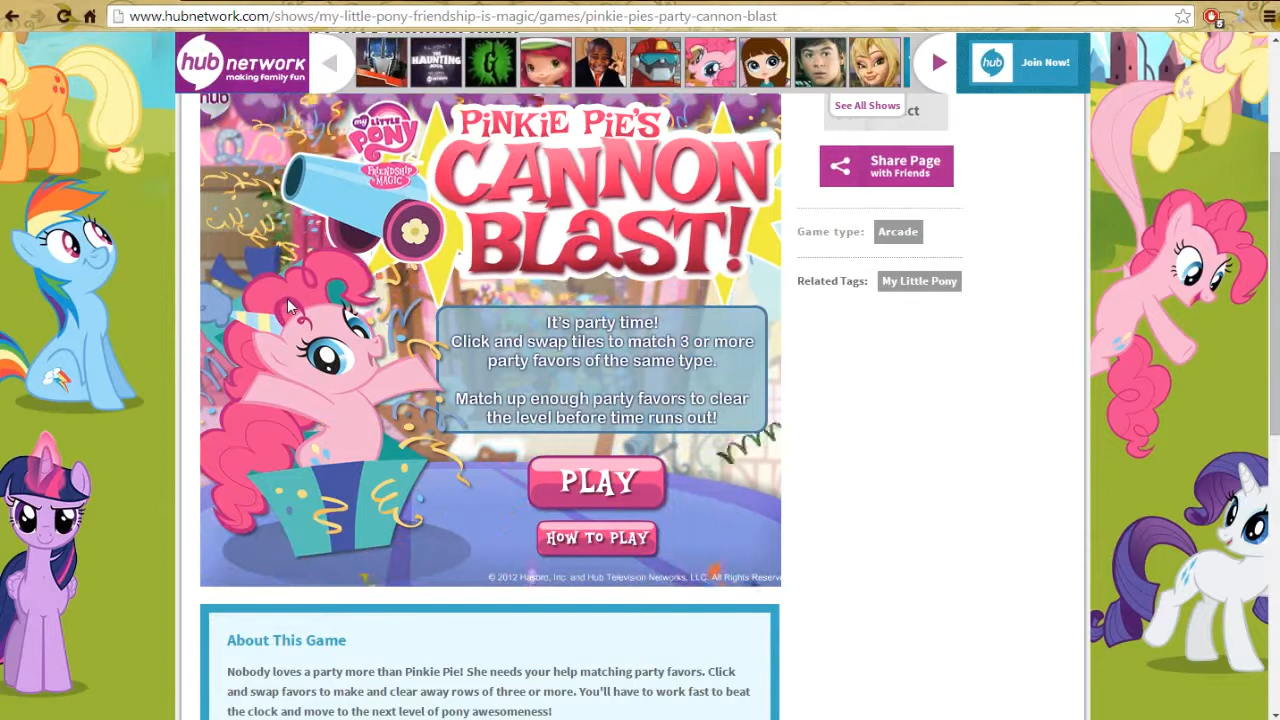 www.hubnetwork.com/shows/my-little-pony-friendship-is-magic/games/pinkie-pies-party-cannon-blast
5
hub network
making family fun
THE HAUNTING HOUR
G
hub
Join Now!
hub
MY LITTLE PONY
FRIENDSHIP IS MAGIC
PINKIE PIE'S
CANNON
BLAST!
See All Shows
Share Page
with Friends
Game type:
Arcade
Related Tags:
My Little Pony
It's party time!
Click and swap tiles to match 3 or more
party favors of the same type.
Match up enough party favors to clear
the level before time runs out!
PLAY
HOW TO PLAY
© 2012 Hasbro, Inc. and Hub Television Networks, LLC. All Rights Reserve
About This Game
Nobody loves a party more than Pinkie Pie! She needs your help matching party favors. Click
and swap favors to make and clear away rows of three or more. You'll have to work fast to beat
the clock and move to the next level of pony awesomeness!